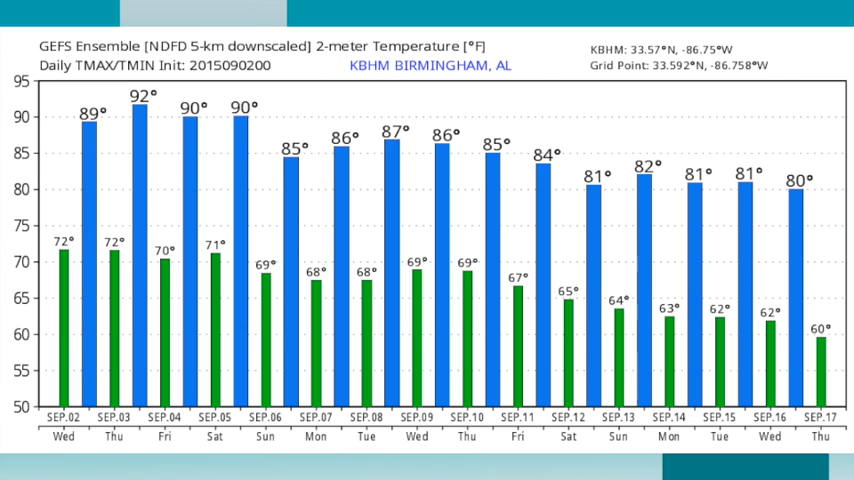 GEFS Ensemble [NDFD 5-km downscaled] 2-meter Temperature [°F]
KBHM: 33.57°N, -86.75°W
Daily TMAX/TMIN Init: 2015090200 KBHM BIRMINGHAM, AL
Grid Point: 33.592°N, -86.758°W
95
90
85
80
75
70
65
60
55
50
89° 92° 90° 90° 85° 86° 87° 86° 85° 84° 81° 82° 81° 81° 80°
72° 72° 70° 71° 69° 68° 68° 69° 69° 67° 65° 64° 63° 62° 62° 60°
SEP.02 SEP.03 SEP.04 SEP.05 SEP.06 SEP.07 SEP.08 SEP.09 SEP.10 SEP.11 SEP.12 SEP.13 SEP.14 SEP.15 SEP.16 SEP.17
Wed Thu Fri Sat Sun Mon Tue Wed Thu Fri Sat Sun Mon Tue Wed Thu